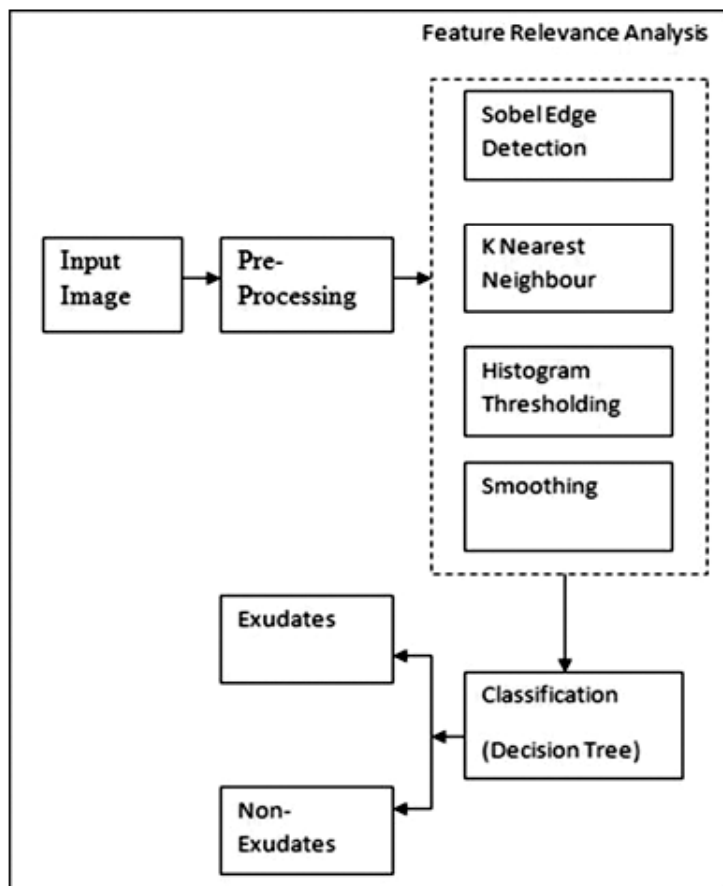 Feature Relevance Analysis
Sobel Edge
Detection
Input
Image
Pre-
Processing
K Nearest
Neighbour
Histogram
Thresholding
Smoothing
Exudates
Classification
(Decision Tree)
Non-
Exudates